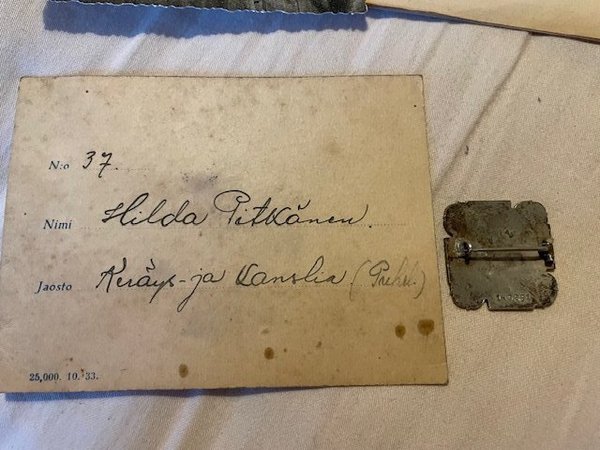 N:o 37.
Nimi Hilda Pitkänen.
Jaosto Keräys- ja Kanslia (Puhel.)
25,000. 10. '33.